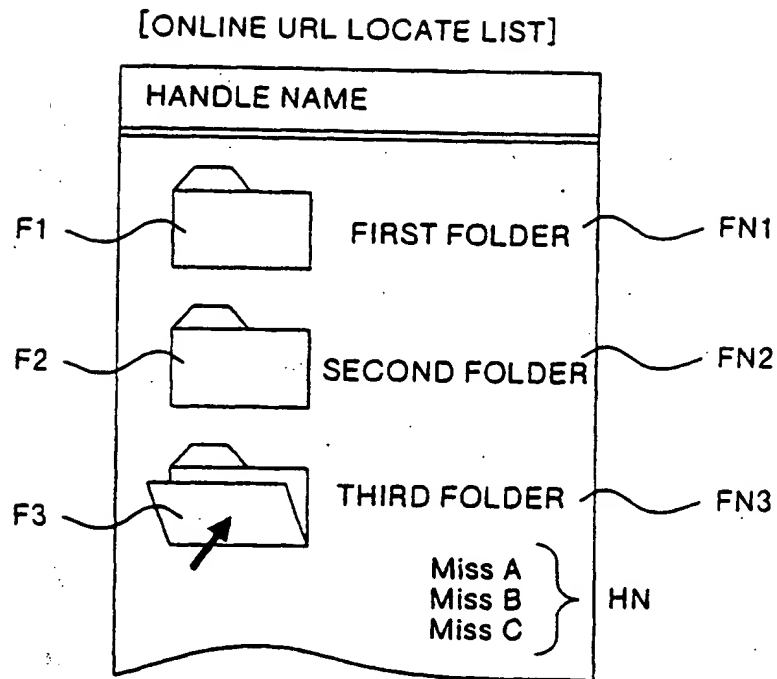 [ONLINE URL LOCATE LIST]
HANDLE NAME
F1 FIRST FOLDER FN1
F2 SECOND FOLDER FN2
F3 THIRD FOLDER FN3
Miss A
Miss B HN
Miss C